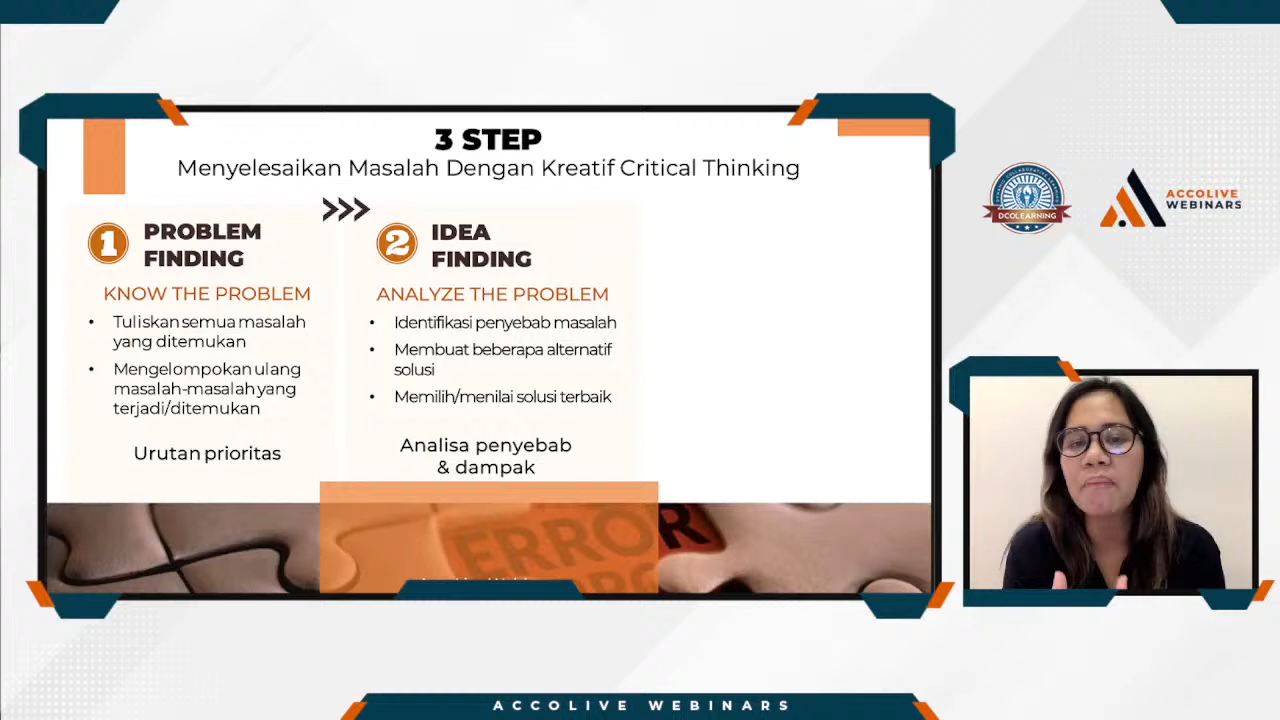 3 STEP
Menyelesaikan Masalah Dengan Kreatif Critical Thinking
1
PROBLEM
FINDING
KNOW THE PROBLEM
• Tuliskan semua masalah
yang ditemukan
• Mengelompokan ulang
masalah-masalah yang
terjadi/ditemukan
Urutan prioritas
2
IDEA
FINDING
ANALYZE THE PROBLEM
• Identifikasi penyebab masalah
• Membuat beberapa alternatif
solusi
• Memilih/menilai solusi terbaik
Analisa penyebab
& dampak
ERROR
DCOLEARNING
ACCOLIVE
WEBINARS
ACCOLIVE WEBINARS